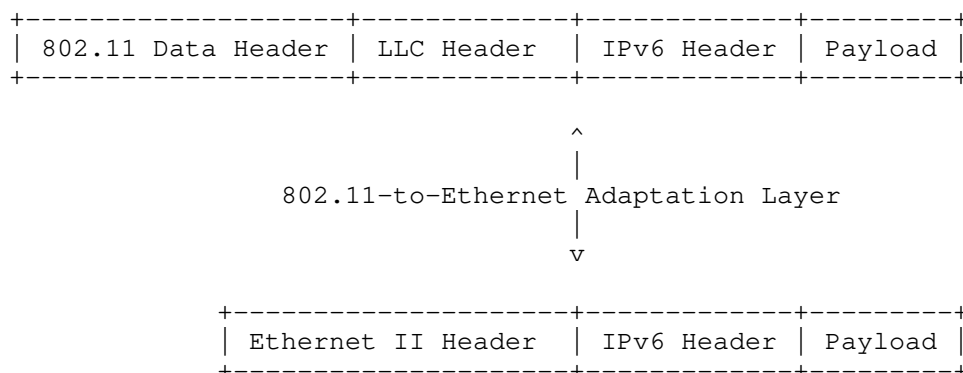 +--------------------+------------+-------------+---------+
| 802.11 Data Header | LLC Header | IPv6 Header | Payload |
+--------------------+------------+-------------+---------+
^
|
802.11-to-Ethernet Adaptation Layer
|
v
+---------------------+-------------+---------+
| Ethernet II Header | IPv6 Header | Payload |
+---------------------+-------------+---------+